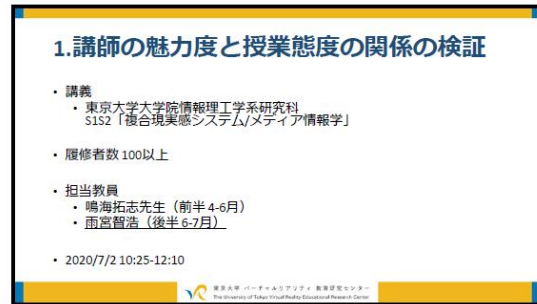 1.講師の魅力度と授業態度の関係の検証
• 講義
• 東京大学大学院情報理工学系研究科
S1S2「複合現実感システム/メディア情報学」
• 履修者数 100以上
• 担当教員
• 鳴海拓志先生（前半 4-6月）
• 雨宮智浩（後半 6-7月）
• 2020/7/2 10:25-12:10
東京大学 バーチャルリアリティ 教育研究センター
The University of Tokyo Virtual Reality Educational Research Center